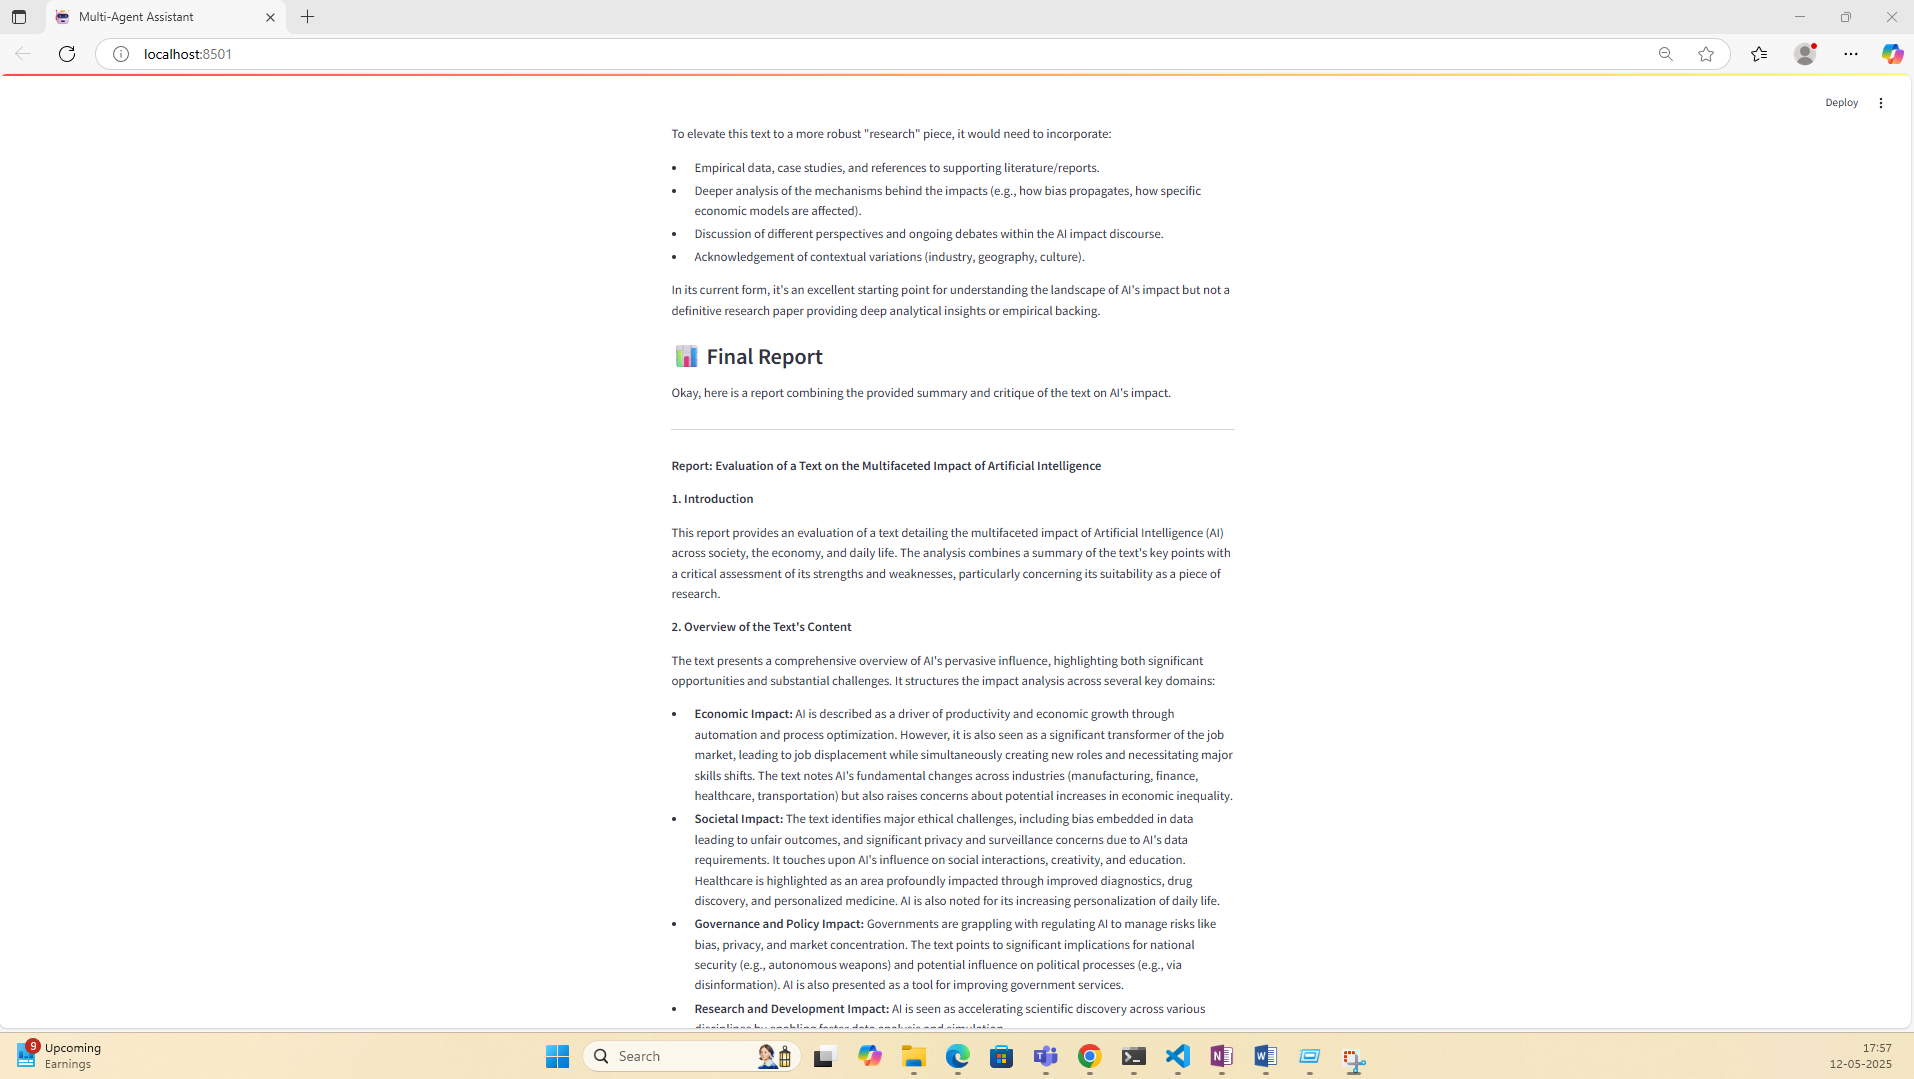 Multi-Agent Assistant
localhost:8501
Deploy
To elevate this text to a more robust "research" piece, it would need to incorporate:
• Empirical data, case studies, and references to supporting literature/reports.
• Deeper analysis of the mechanisms behind the impacts (e.g., how bias propagates, how specific
economic models are affected).
• Discussion of different perspectives and ongoing debates within the AI impact discourse.
• Acknowledgement of contextual variations (industry, geography, culture).
In its current form, it's an excellent starting point for understanding the landscape of AI's impact but not a
definitive research paper providing deep analytical insights or empirical backing.
Final Report
Okay, here is a report combining the provided summary and critique of the text on AI's impact.
Report: Evaluation of a Text on the Multifaceted Impact of Artificial Intelligence
1. Introduction
This report provides an evaluation of a text detailing the multifaceted impact of Artificial Intelligence (AI)
across society, the economy, and daily life. The analysis combines a summary of the text's key points with
a critical assessment of its strengths and weaknesses, particularly concerning its suitability as a piece of
research.
2. Overview of the Text's Content
The text presents a comprehensive overview of AI's pervasive influence, highlighting both significant
opportunities and substantial challenges. It structures the impact analysis across several key domains:
• Economic Impact: AI is described as a driver of productivity and economic growth through
automation and process optimization. However, it is also seen as a significant transformer of the job
market, leading to job displacement while simultaneously creating new roles and necessitating major
skills shifts. The text notes AI's fundamental changes across industries (manufacturing, finance,
healthcare, transportation) but also raises concerns about potential increases in economic inequality.
• Societal Impact: The text identifies major ethical challenges, including bias embedded in data
leading to unfair outcomes, and significant privacy and surveillance concerns due to AI's data
requirements. It touches upon AI's influence on social interactions, creativity, and education.
Healthcare is highlighted as an area profoundly impacted through improved diagnostics, drug
discovery, and personalized medicine. AI is also noted for its increasing personalization of daily life.
• Governance and Policy Impact: Governments are grappling with regulating AI to manage risks like
bias, privacy, and market concentration. The text points to significant implications for national
security (e.g., autonomous weapons) and potential influence on political processes (e.g., via
disinformation). AI is also presented as a tool for improving government services.
• Research and Development Impact: AI is seen as accelerating scientific discovery across various
disciplines by enabling faster data analysis and simulation.
9
Upcoming
Earnings
Search
17:57
12-05-2025